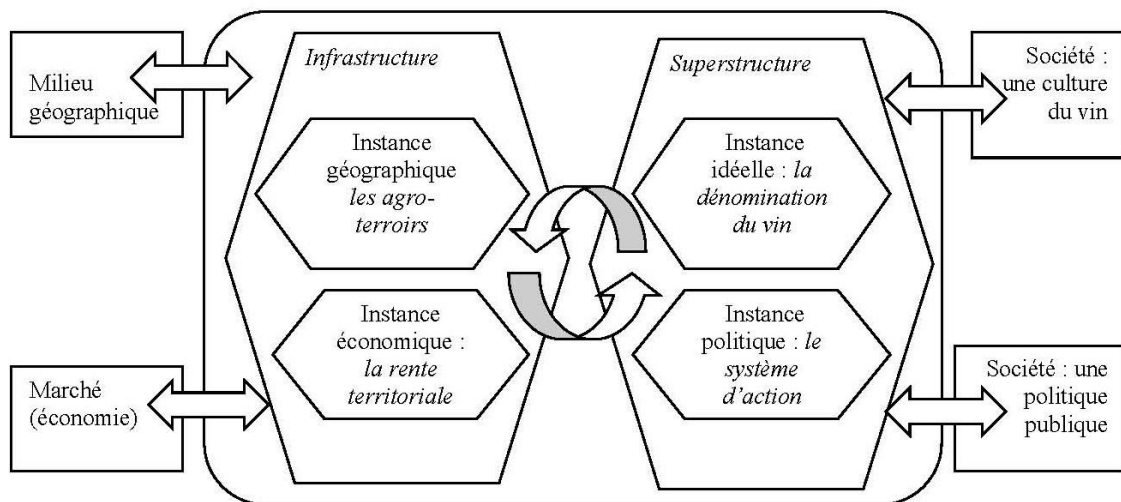 Milieu
géographique
Infrastructure
Superstructure
Société :
une culture
du vin
Instance
géographique
les agro-
terroirs
Instance
idéelle : la
dénomination
du vin
Marché
(économie)
Instance
économique :
la rente
territoriale
Instance
politique : le
système
d’action
Société : une
politique
publique